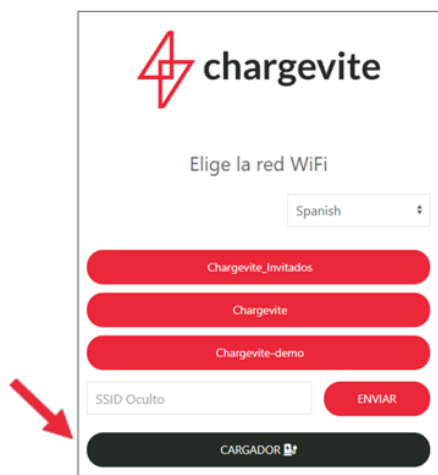 chargevite
Elige la red WiFi
Spanish
Chargevite_Invitados
Chargevite
Chargevite-demo
SSID Oculto
ENVIAR
CARGADOR